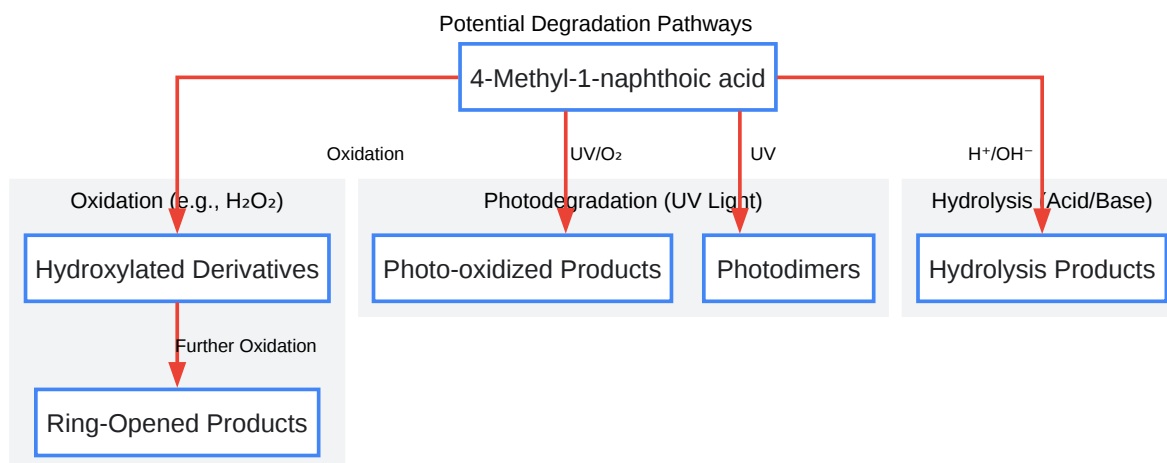 Potential Degradation Pathways
4-Methyl-1-naphthoic acid
Oxidation
UV/O₂
UV
H⁺/OH⁻
Oxidation (e.g., H₂O₂)
Photodegradation (UV Light)
Hydrolysis (Acid/Base)
Hydroxylated Derivatives
Photo-oxidized Products
Photodimers
Hydrolysis Products
Further Oxidation
Ring-Opened Products